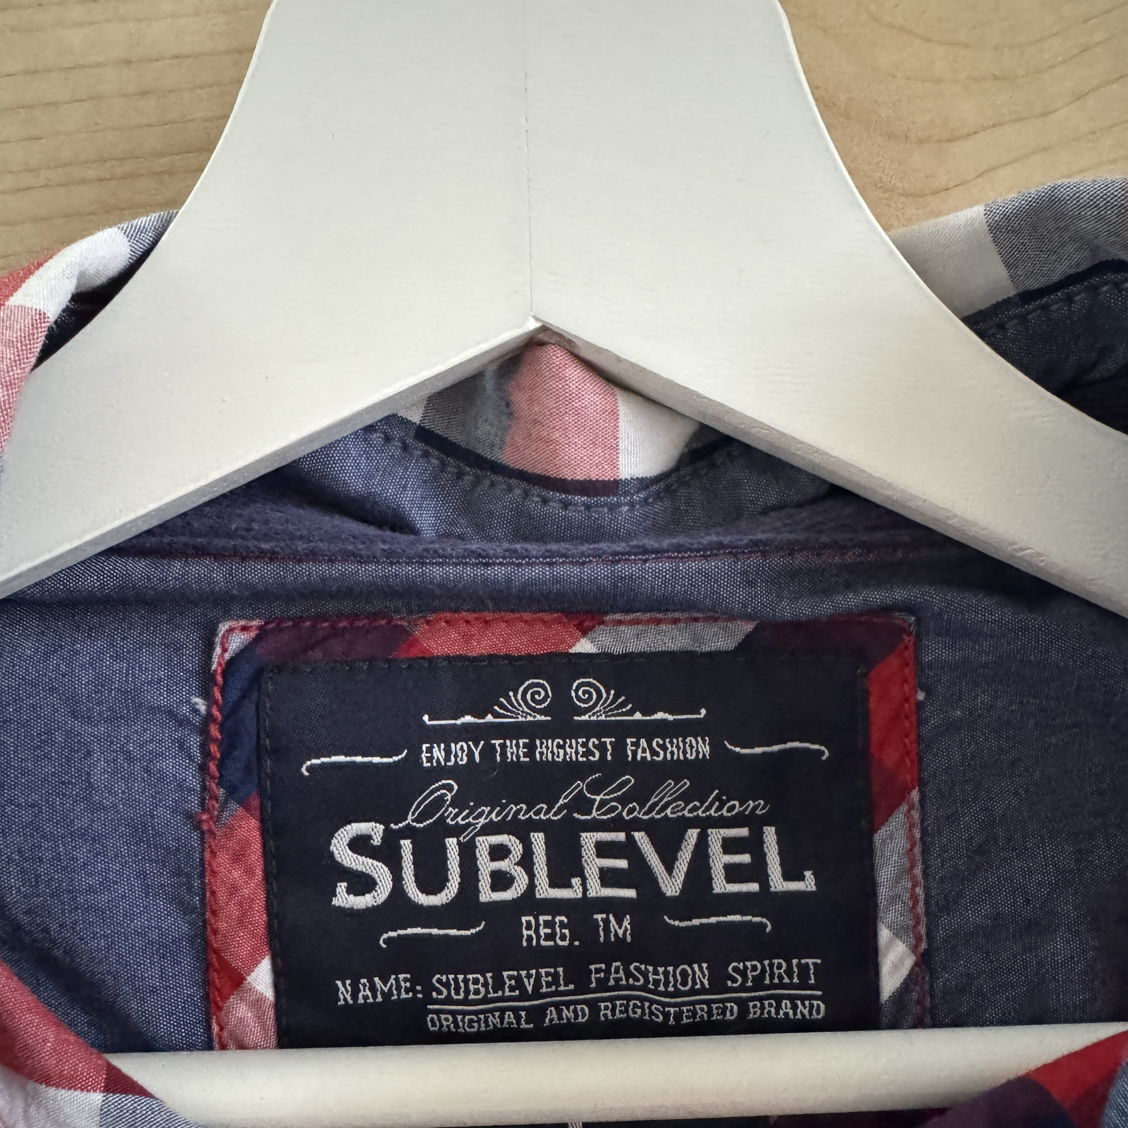 ENJOY THE HIGHEST FASHION
Original Collection
SUBLEVEL
REG. TM
NAME: SUBLEVEL FASHION SPIRIT
ORIGINAL AND REGISTERED BRAND